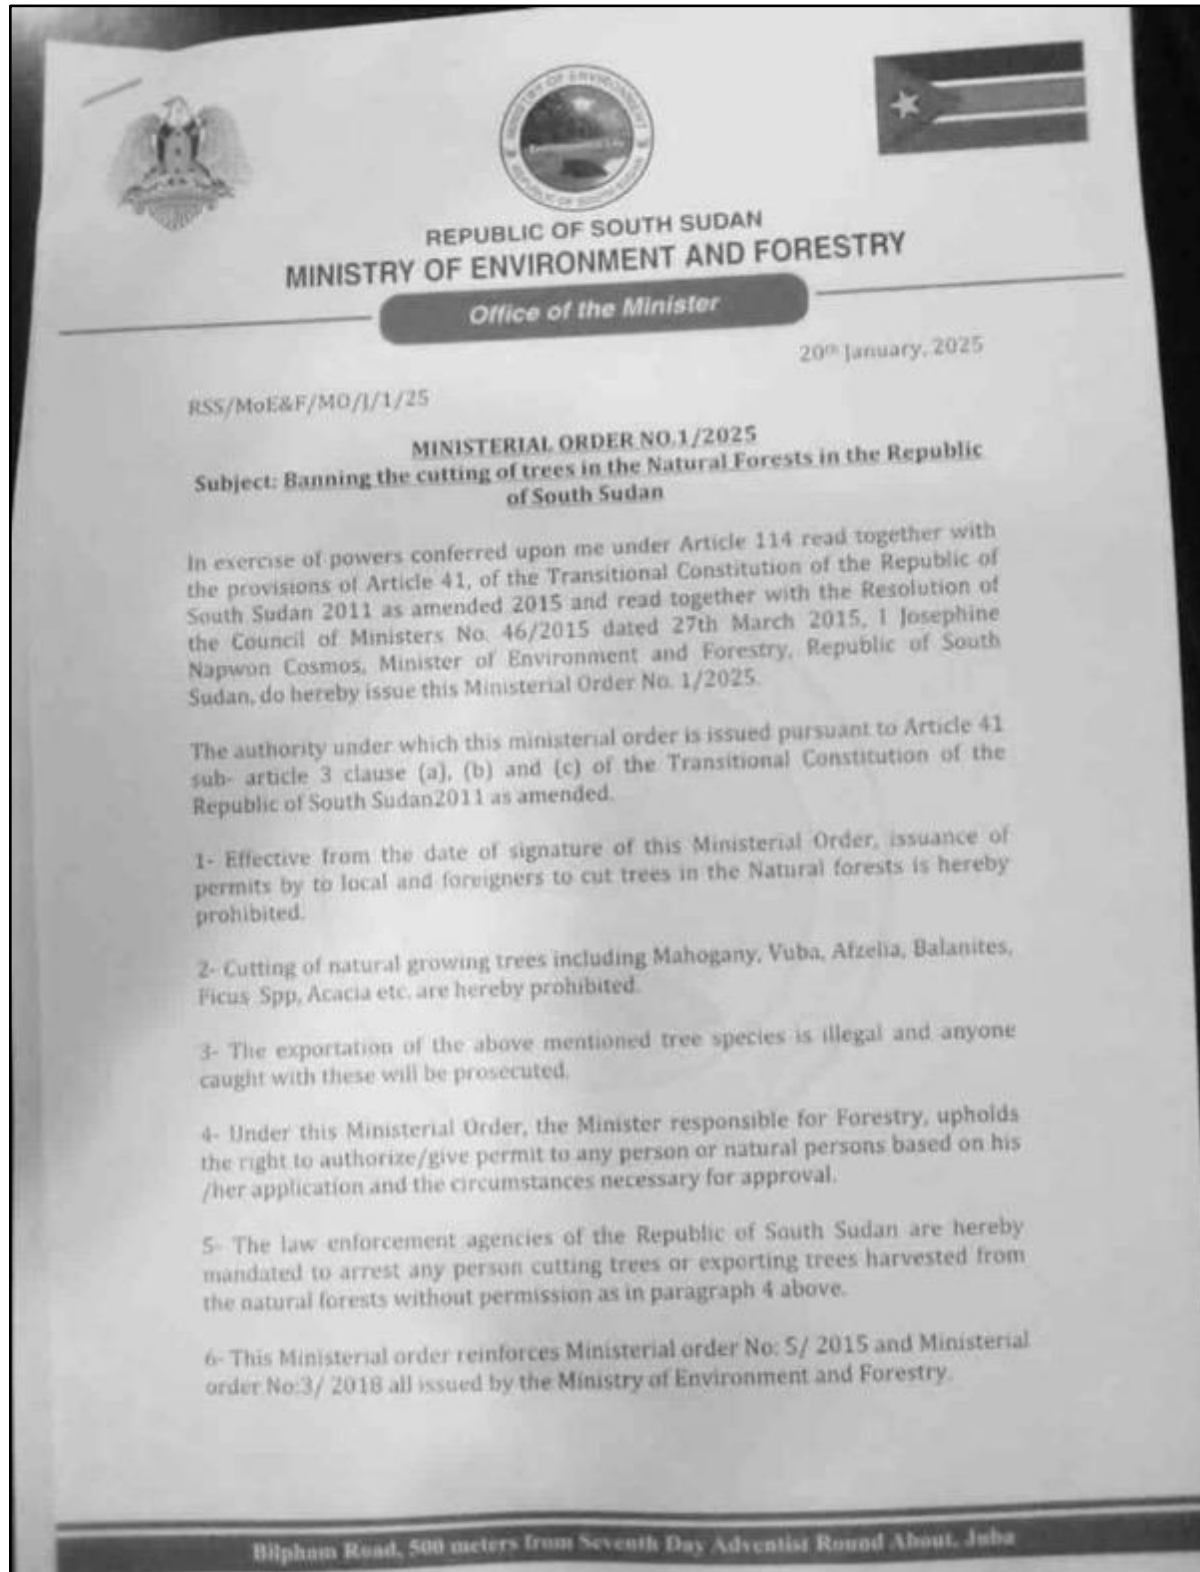 MINISTRY OF ENVIRONMENT
REPUBLIC OF SOUTH SUDAN
REPUBLIC OF SOUTH SUDAN
MINISTRY OF ENVIRONMENT AND FORESTRY
Office of the Minister
20th January, 2025
RSS/MoE&F/MO/J/1/25
MINISTERIAL ORDER NO.1/2025
Subject: Banning the cutting of trees in the Natural Forests in the Republic
of South Sudan
In exercise of powers conferred upon me under Article 114 read together with
the provisions of Article 41, of the Transitional Constitution of the Republic of
South Sudan 2011 as amended 2015 and read together with the Resolution of
the Council of Ministers No. 46/2015 dated 27th March 2015, I Josephine
Napwon Cosmos, Minister of Environment and Forestry, Republic of South
Sudan, do hereby issue this Ministerial Order No. 1/2025.
The authority under which this ministerial order is issued pursuant to Article 41
sub- article 3 clause (a), (b) and (c) of the Transitional Constitution of the
Republic of South Sudan2011 as amended.
1- Effective from the date of signature of this Ministerial Order, issuance of
permits by to local and foreigners to cut trees in the Natural forests is hereby
prohibited.
2- Cutting of natural growing trees including Mahogany, Vuba, Afzelia, Balanites,
Ficus Spp, Acacia etc. are hereby prohibited.
3- The exportation of the above mentioned tree species is illegal and anyone
caught with these will be prosecuted.
4- Under this Ministerial Order, the Minister responsible for Forestry, upholds
the right to authorize/give permit to any person or natural persons based on his
/her application and the circumstances necessary for approval.
5- The law enforcement agencies of the Republic of South Sudan are hereby
mandated to arrest any person cutting trees or exporting trees harvested from
the natural forests without permission as in paragraph 4 above.
6- This Ministerial order reinforces Ministerial order No: 5/ 2015 and Ministerial
order No:3/ 2018 all issued by the Ministry of Environment and Forestry.
Bilpham Road, 500 meters from Seventh Day Adventist Round About, Juba